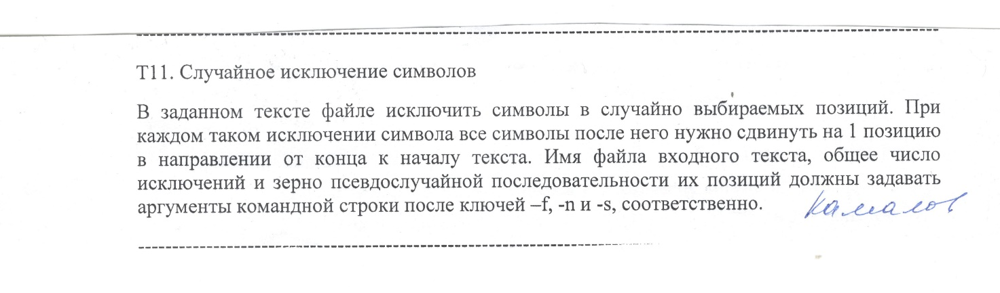 Т11. Случайное исключение символов
В заданном тексте файле исключить символы в случайно выбираемых позиций. При
каждом таком исключении символа все символы после него нужно сдвинуть на 1 позицию
в направлении от конца к началу текста. Имя файла входного текста, общее число
исключений и зерно псевдослучайной последовательности их позиций должны задавать
аргументы командной строки после ключей –f, -n и -s, соответственно.
Камалов